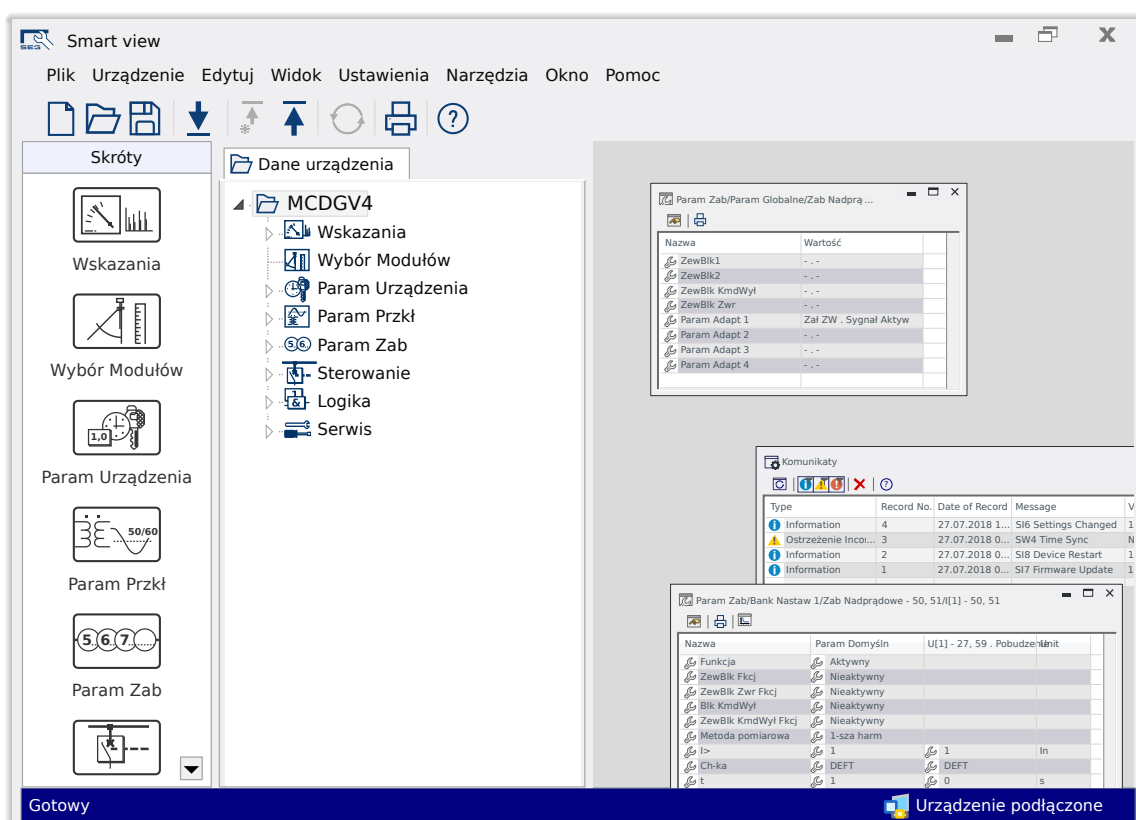 SEG Smart view
Plik Urządzenie Edytuj Widok Ustawienia Narzędzia Okno Pomoc
Skróty
Wskazania
Wybór Modułów
1,0
Param Urządzenia
50/60
Param Przkł
5 6 7
Param Zab
Dane urządzenia
MCDGV4
Wskazania
Wybór Modułów
Param Urządzenia
Param Przkł
Param Zab
Sterowanie
Logika
Serwis
Param Zab/Param Globalne/Zab Nadprą ...
Nazwa Wartość
ZewBlk1 - . -
ZewBlk2 - . -
ZewBlk KmdWył - . -
ZewBlk Zwr - . -
Param Adapt 1 Zał ZW . Sygnał Aktyw
Param Adapt 2 - . -
Param Adapt 3 - . -
Param Adapt 4 - . -
Komunikaty
Type Record No. Date of Record Message V
Information 4 27.07.2018 1... SI6 Settings Changed 1
Ostrzeżenie Incor... 3 27.07.2018 0... SW4 Time Sync N
Information 2 27.07.2018 0... SI8 Device Restart 1
Information 1 27.07.2018 0... SI7 Firmware Update 1
Param Zab/Bank Nastaw 1/Zab Nadprądowe - 50, 51/I[1] - 50, 51
Nazwa Param Domyśln U[1] - 27, 59 . Pobudzenie Unit
Funkcja Aktywny
ZewBlk Fkcj Nieaktywny
ZewBlk Zwr Fkcj Nieaktywny
Blk KmdWył Nieaktywny
ZewBlk KmdWył Fkcj Nieaktywny
Metoda pomiarowa 1-sza harm
I> 1 1 In
Ch-ka DEFT DEFT
t 1 0 s
Gotowy
Urządzenie podłączone